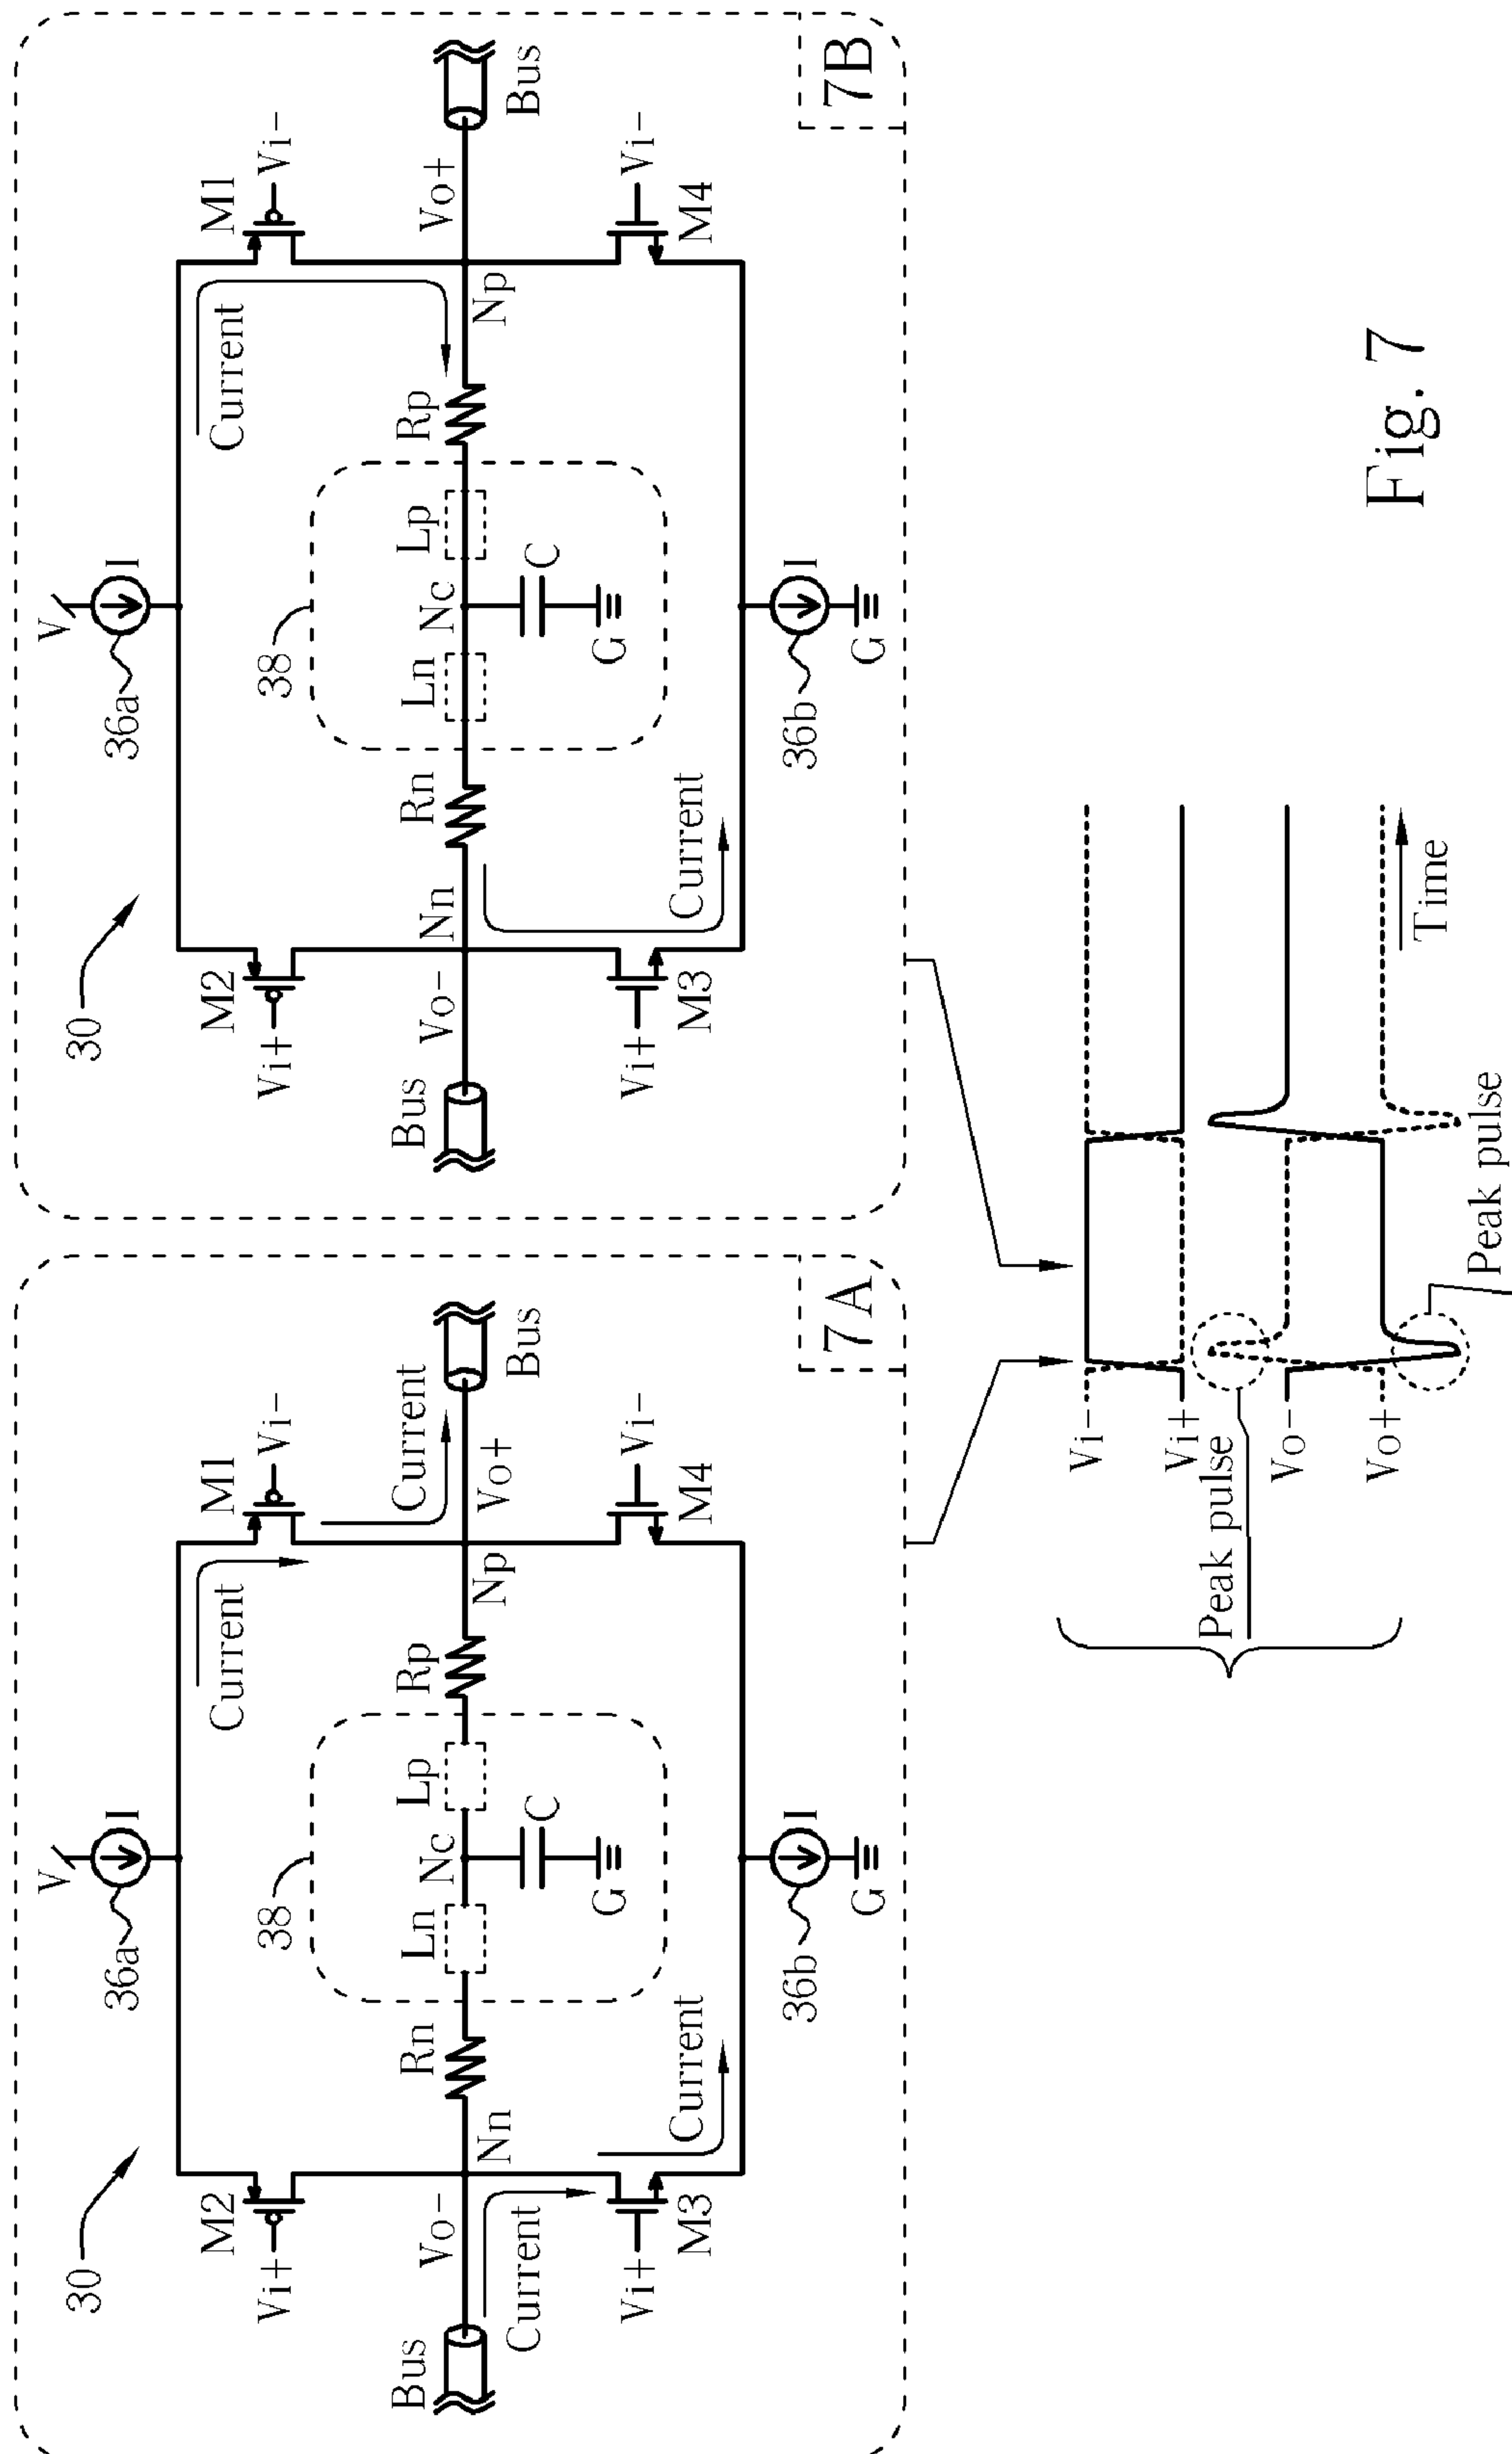 30
V
36a
I
M2
Vi+
M1
Vi-
Current
38
Ln
Nc
Lp
C
G
Rn
Rp
Bus
Vo-
Nn
Np
Current
Vo+
Bus
Current
Current
Vi+
M3
M4
Vi-
36b
I
G
7A
30
V
36a
I
M2
Vi+
M1
Vi-
Current
38
Ln
Nc
Lp
C
G
Rn
Rp
Bus
Vo-
Nn
Np
Vo+
Bus
Current
Vi+
M3
M4
Vi-
36b
I
G
7B
Vi-
Vi+
Peak pulse
Vo-
Vo+
Time
Peak pulse
Fig. 7